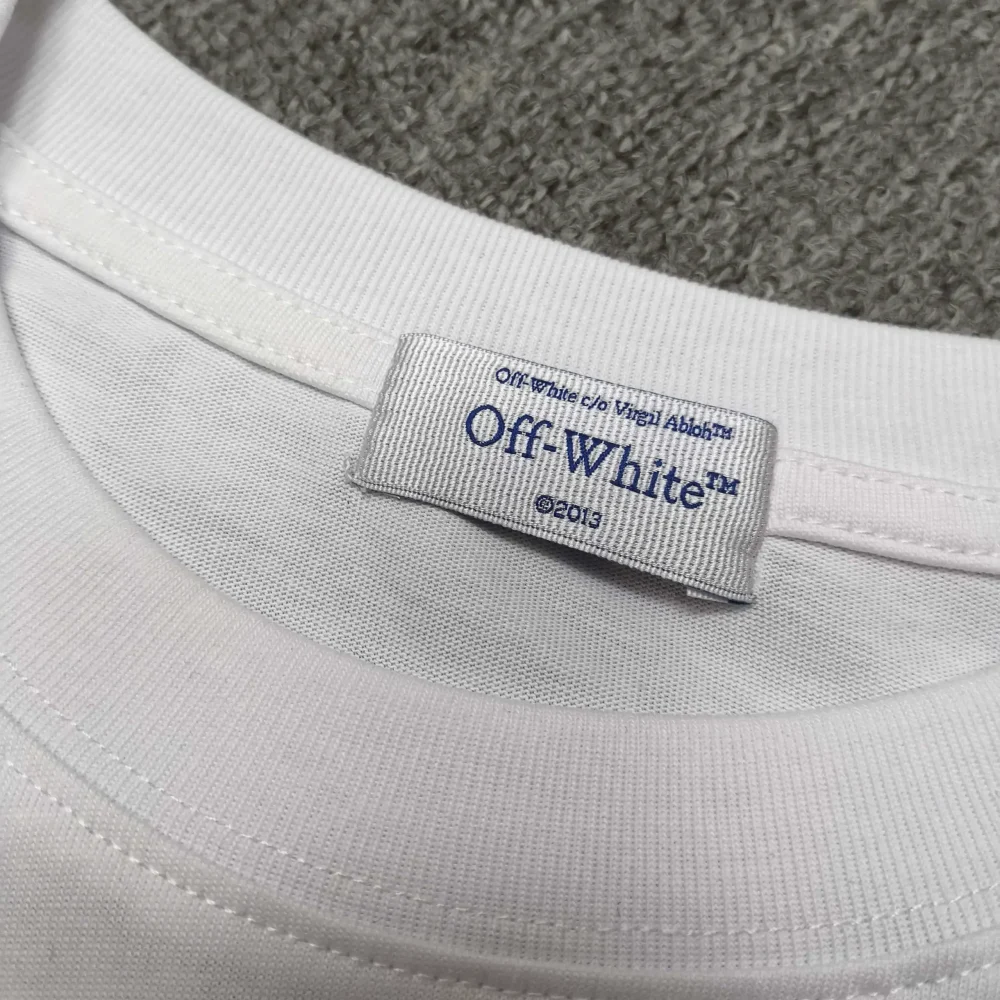 Off-White c/o Virgil Abloh™
Off-White™
©2013